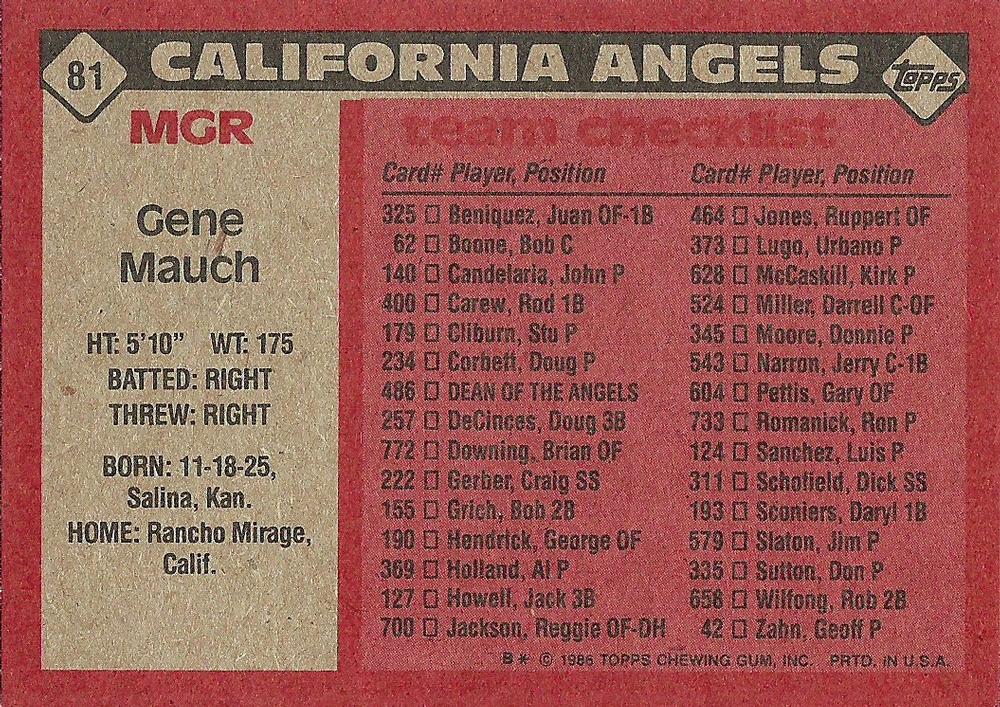 81 CALIFORNIA ANGELS Topps
MGR
Gene
Mauch
HT: 5'10" WT: 175
BATTED: RIGHT
THREW: RIGHT
BORN: 11-18-25,
Salina, Kan.
HOME: Rancho Mirage,
Calif.
team checklist
Card# Player, Position
325 □ Beniquez, Juan OF-1B
62 □ Boone, Bob C
140 □ Candelaria, John P
400 □ Carew, Rod 1B
179 □ Cliburn, Stu P
234 □ Corbett, Doug P
486 □ DEAN OF THE ANGELS
257 □ DeCinces, Doug 3B
772 □ Downing, Brian OF
222 □ Gerber, Craig SS
155 □ Grich, Bob 2B
190 □ Hendrick, George OF
369 □ Holland, Al P
127 □ Howell, Jack 3B
700 □ Jackson, Reggie OF-DH
Card# Player, Position
464 □ Jones, Ruppert OF
373 □ Lugo, Urbano P
628 □ McCaskill, Kirk P
524 □ Miller, Darrell C-OF
345 □ Moore, Donnie P
543 □ Narron, Jerry C-1B
604 □ Pettis, Gary OF
733 □ Romanick, Ron P
124 □ Sanchez, Luis P
311 □ Schofield, Dick SS
193 □ Sconiers, Daryl 1B
579 □ Slaton, Jim P
335 □ Sutton, Don P
658 □ Wilfong, Rob 2B
42 □ Zahn, Geoff P
B* © 1986 TOPPS CHEWING GUM, INC. PRTD. IN U.S.A.